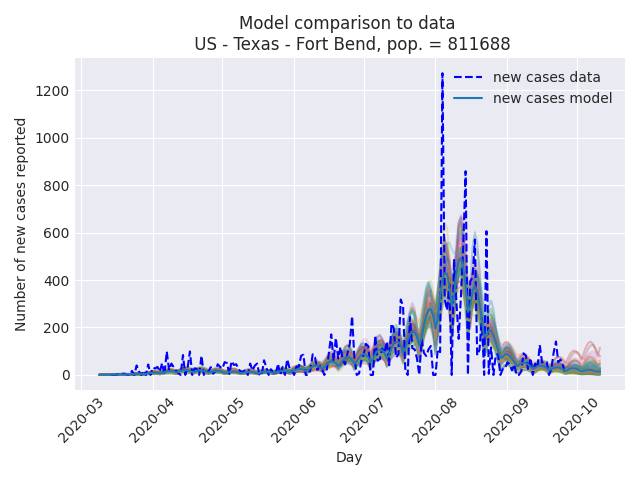 Model comparison to data
US - Texas - Fort Bend, pop. = 811688
new cases data
new cases model
Number of new cases reported
1200
1000
800
600
400
200
0
2020-03
2020-04
2020-05
2020-06
2020-07
2020-08
2020-09
2020-10
Day